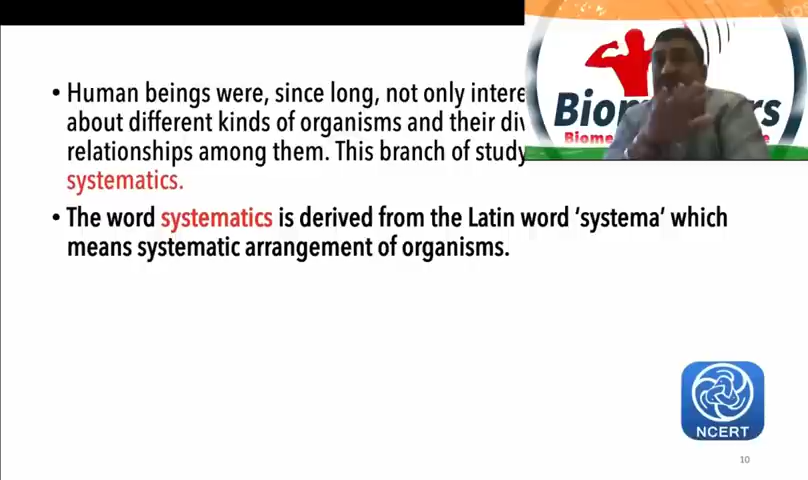 • Human beings were, since long, not only
about different kinds of organisms and their
relationships among them. This branch of study
systematics.
• The word systematics is derived from the Latin word ‘systema’ which
means systematic arrangement of organisms.
NCERT
10